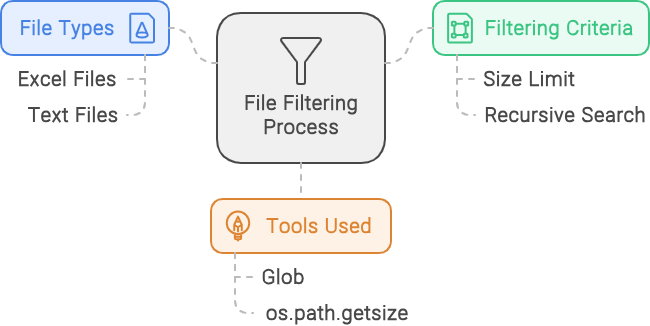 File Types
Excel Files
Text Files
File Filtering
Process
Filtering Criteria
Size Limit
Recursive Search
Tools Used
Glob
os.path.getsize